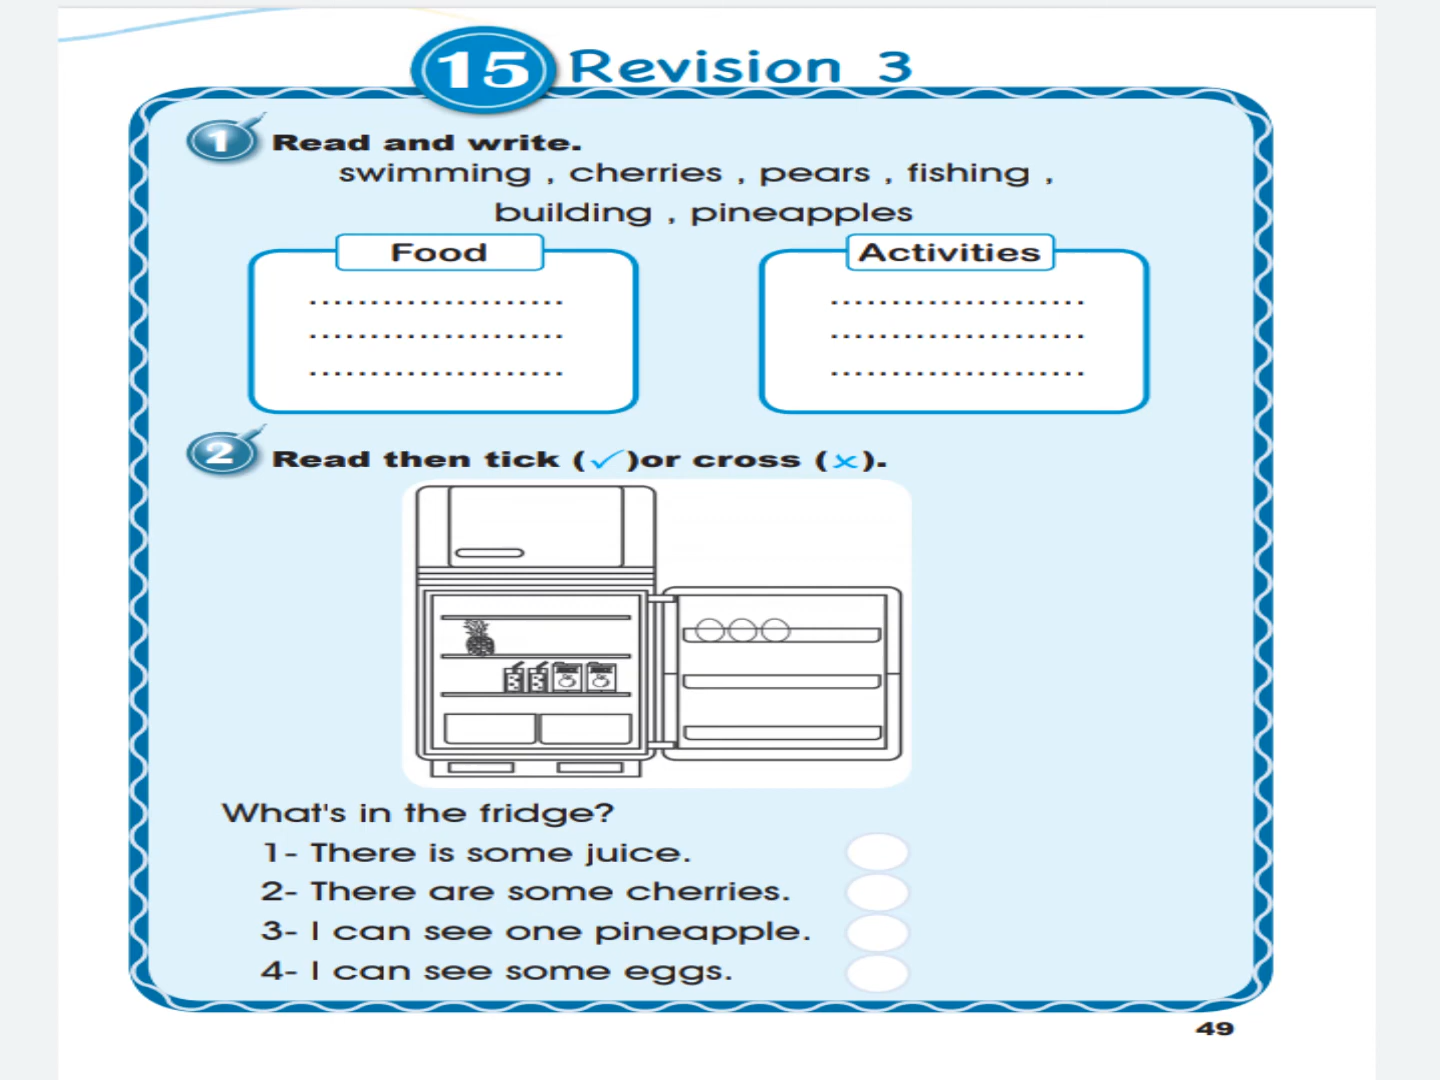 15 Revision 3
1 Read and write.
swimming , cherries , pears , fishing ,
building , pineapples
Food
Activities
.....................
.....................
.....................
.....................
.....................
.....................
2 Read then tick (✓)or cross (x).
What's in the fridge?
1- There is some juice.
2- There are some cherries.
3- I can see one pineapple.
4- I can see some eggs.
49